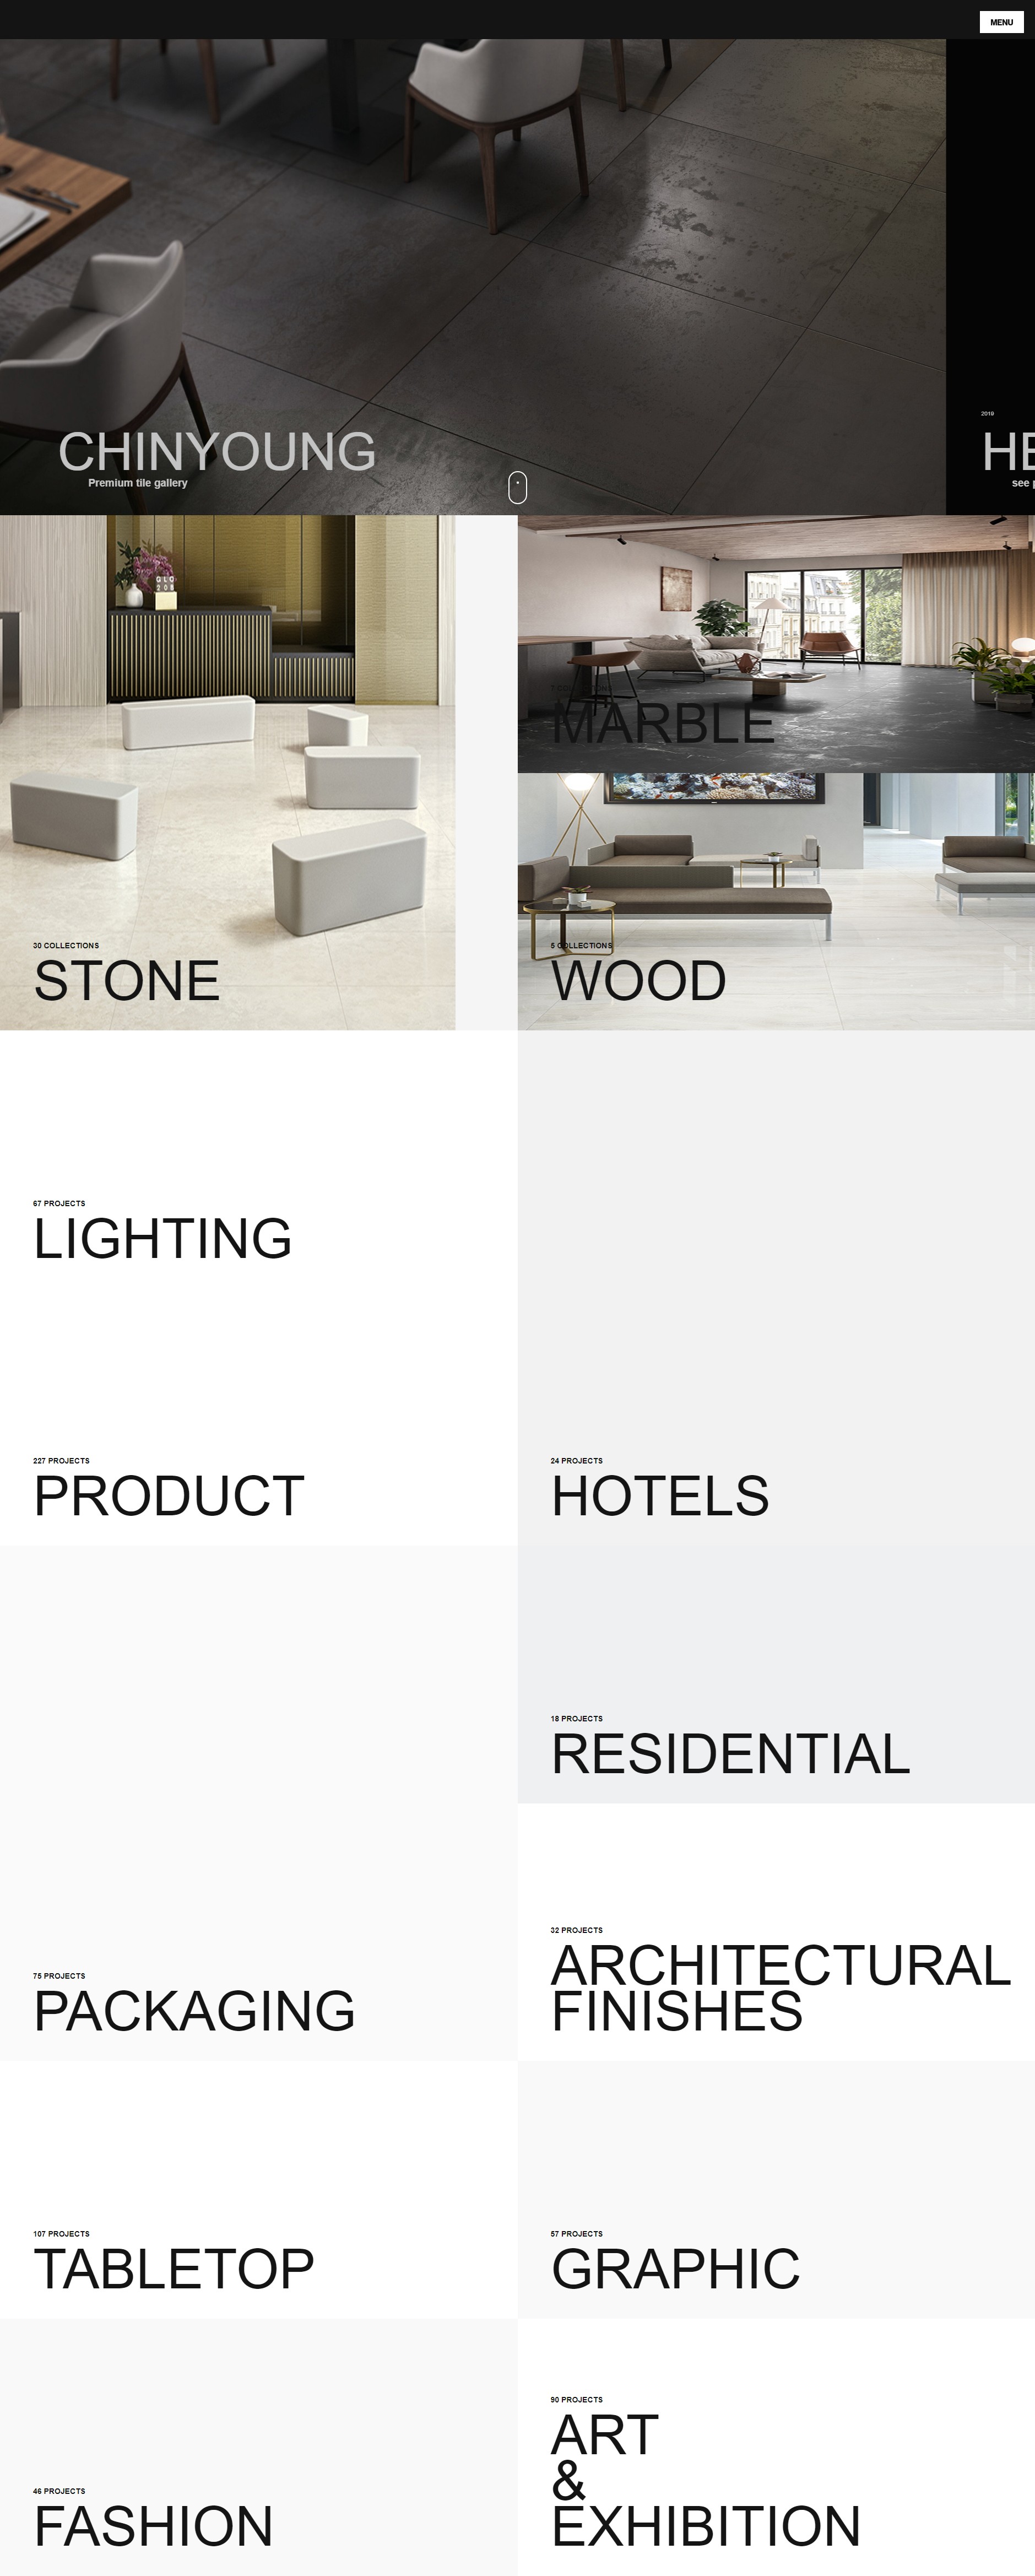 MENU
2019
CHINYOUNG
Premium tile gallery
HE
see p
MARBLE
30 COLLECTIONS
STONE
5 COLLECTIONS
WOOD
67 PROJECTS
LIGHTING
227 PROJECTS
PRODUCT
24 PROJECTS
HOTELS
18 PROJECTS
RESIDENTIAL
32 PROJECTS
ARCHITECTURAL
FINISHES
75 PROJECTS
PACKAGING
107 PROJECTS
TABLETOP
57 PROJECTS
GRAPHIC
46 PROJECTS
FASHION
90 PROJECTS
ART
&
EXHIBITION